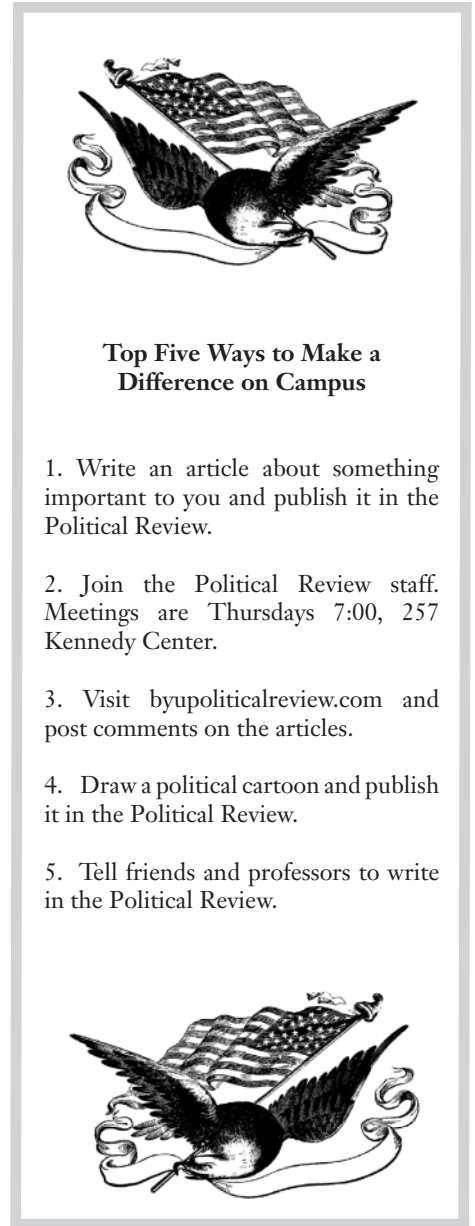 Top Five Ways to Make a
Difference on Campus
1. Write an article about something
important to you and publish it in the
Political Review.
2. Join the Political Review staff.
Meetings are Thursdays 7:00, 257
Kennedy Center.
3. Visit byupoliticalreview.com and
post comments on the articles.
4. Draw a political cartoon and publish
it in the Political Review.
5. Tell friends and professors to write
in the Political Review.